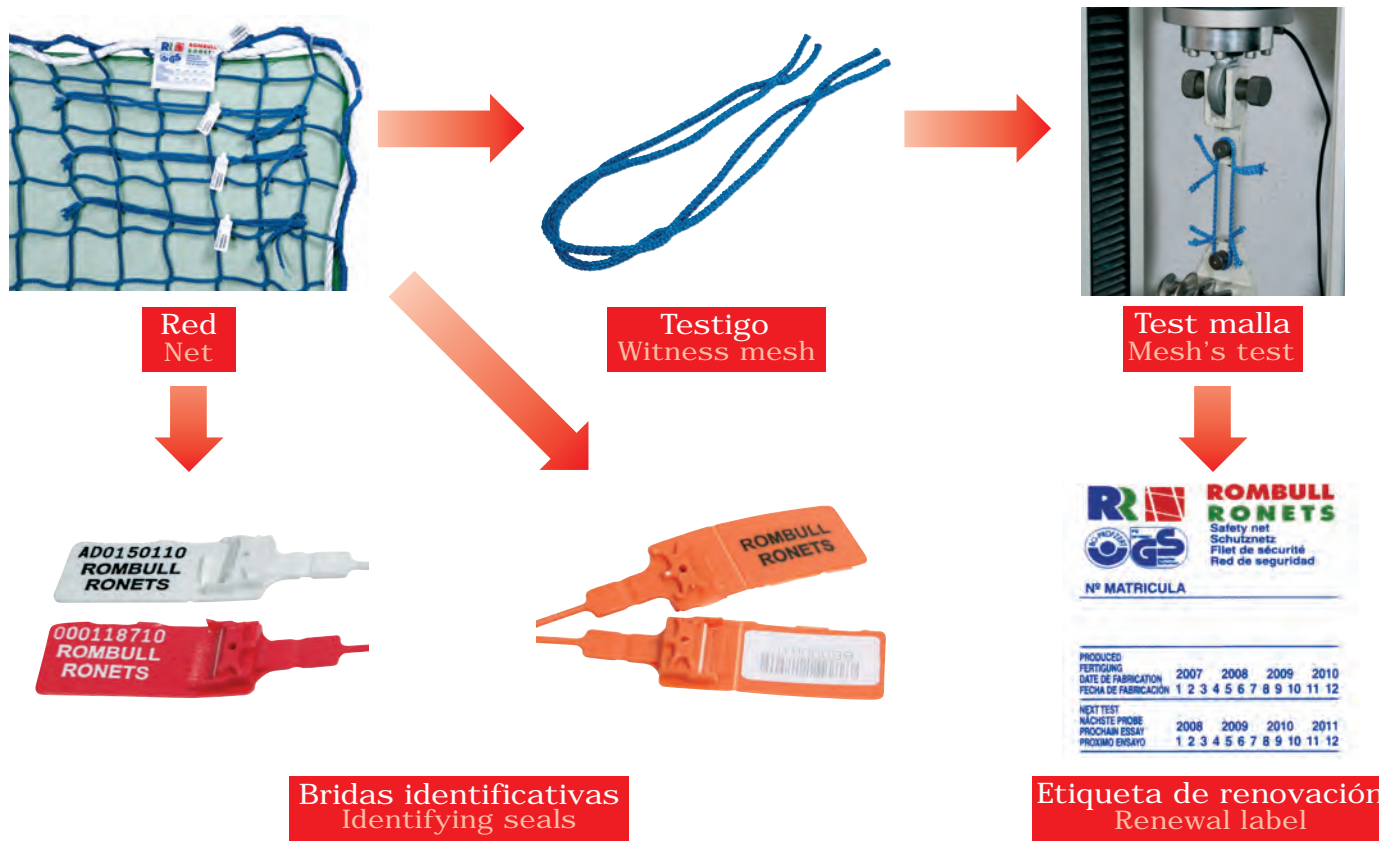 RR ROMBULL
RONETS
Red
Net
Testigo
Witness mesh
Test malla
Mesh's test
AD0150110
ROMBULL
RONETS
000118710
ROMBULL
RONETS
ROMBULL
RONETS
Bridas identificativas
Identifying seals
RR ROMBULL
RONETS
Safety net
Schutznetz
Filet de sécurité
Red de seguridad
GS
Nº MATRICULA
PRODUCED
FERTIGUNG
DATE DE FABRICATION 2007 2008 2009 2010
FECHA DE FABRICACIÓN 1 2 3 4 5 6 7 8 9 10 11 12
NEXT TEST
NÄCHSTE PROBE
PROCHAIN ESSAY 2008 2009 2010 2011
PROXIMO ENSAYO 1 2 3 4 5 6 7 8 9 10 11 12
Etiqueta de renovación
Renewal label